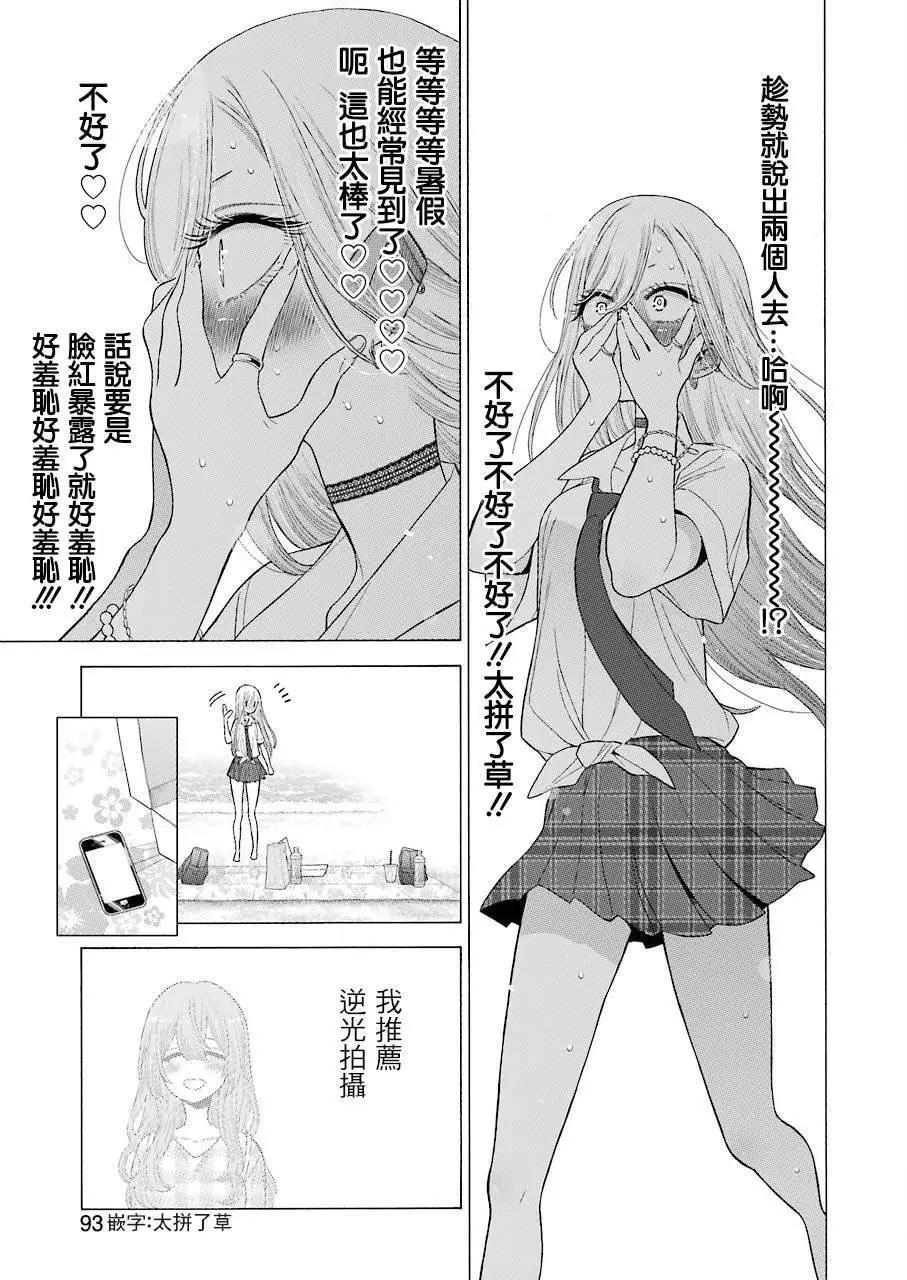 趁勢就說出兩個人去…哈啊~~~~~~~~!?
不好了不好了不好了!!太拼了草!!
等等等等暑假
也能經常見到了♡♡♡♡
呃 這也太棒了♡♡
不好了♡♡
話說要是
臉紅暴露了就好羞恥!!
好羞恥好羞恥好羞恥!!!
我推薦
逆光拍攝
93 嵌字:太拼了草